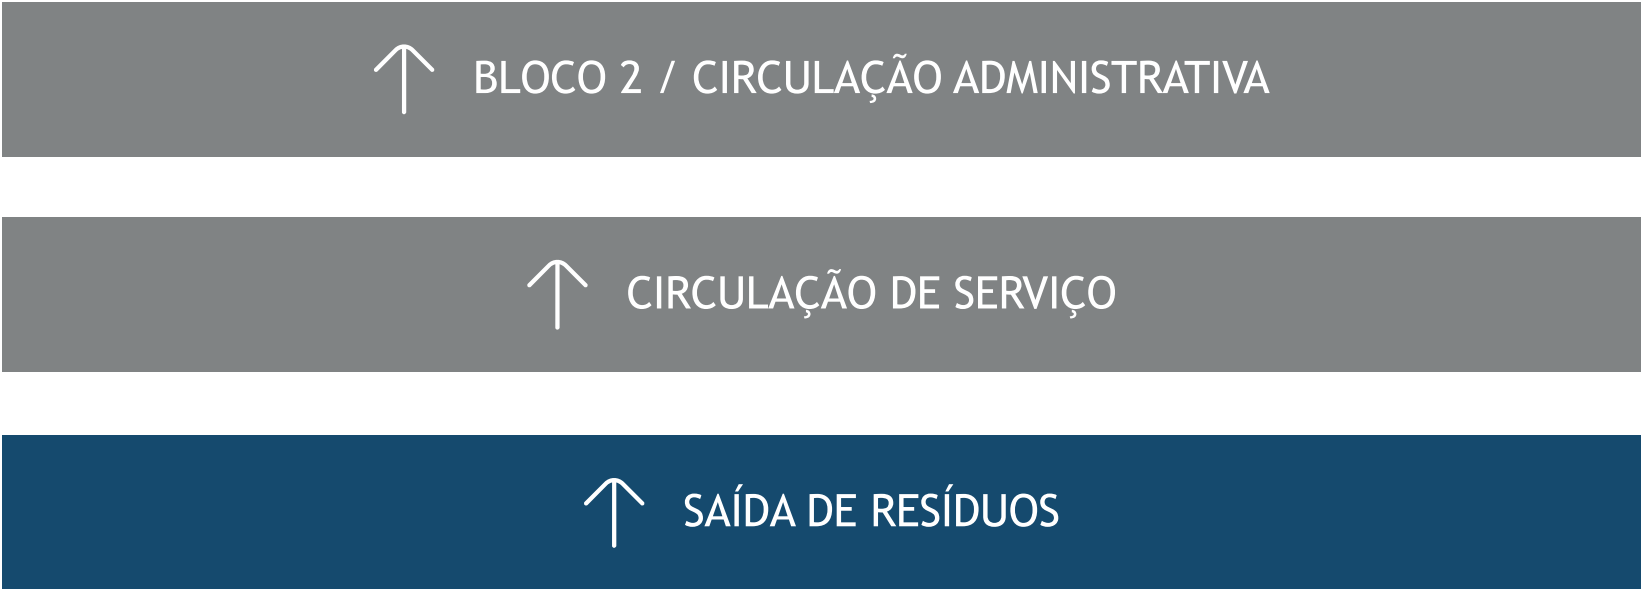 BLOCO 2 / CIRCULAÇÃO ADMINISTRATIVA
CIRCULAÇÃO DE SERVIÇO
SAÍDA DE RESÍDUOS